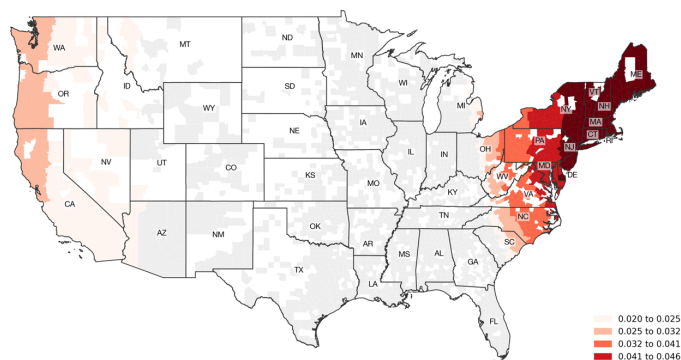 WA
MT
ND
MN
ME
OR
ID
SD
WI
VT
NH
NY
MA
WY
MI
CT
RI
NE
IA
PA
NJ
NV
UT
CO
IL
IN
OH
MD
DE
WV
VA
CA
KS
MO
KY
AZ
NM
OK
TN
NC
AR
SC
TX
MS
AL
GA
LA
FL
0.020 to 0.025
0.025 to 0.032
0.032 to 0.041
0.041 to 0.046